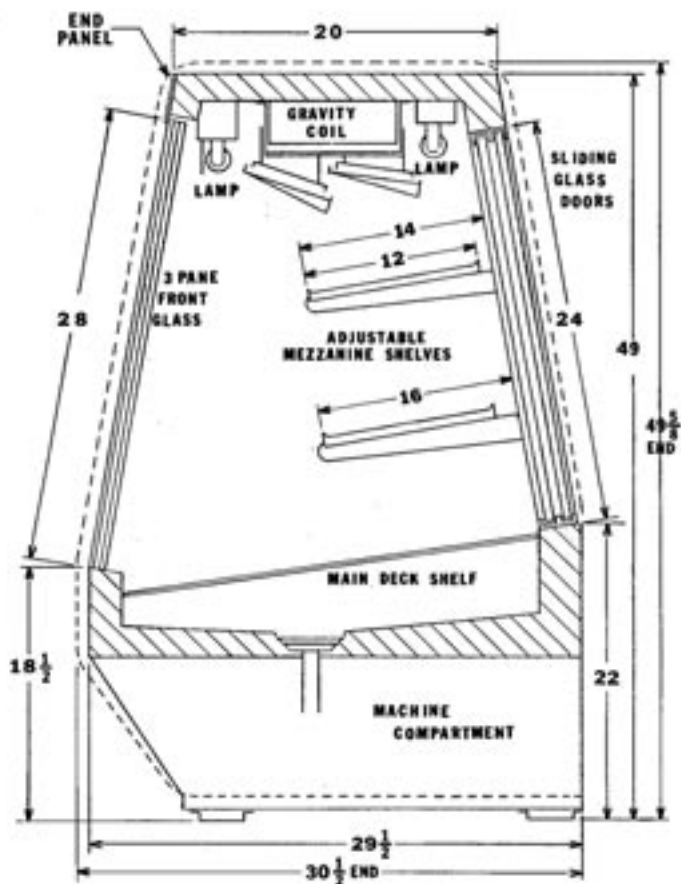 END
PANEL
20
GRAVITY
COIL
LAMP
LAMP
SLIDING
GLASS
DOORS
14
12
3 PANE
FRONT
GLASS
28
24
ADJUSTABLE
MEZZANINE SHELVES
49
16
49 5/8
END
MAIN DECK SHELF
18 1/2
22
MACHINE
COMPARTMENT
29 1/2
30 1/2 END